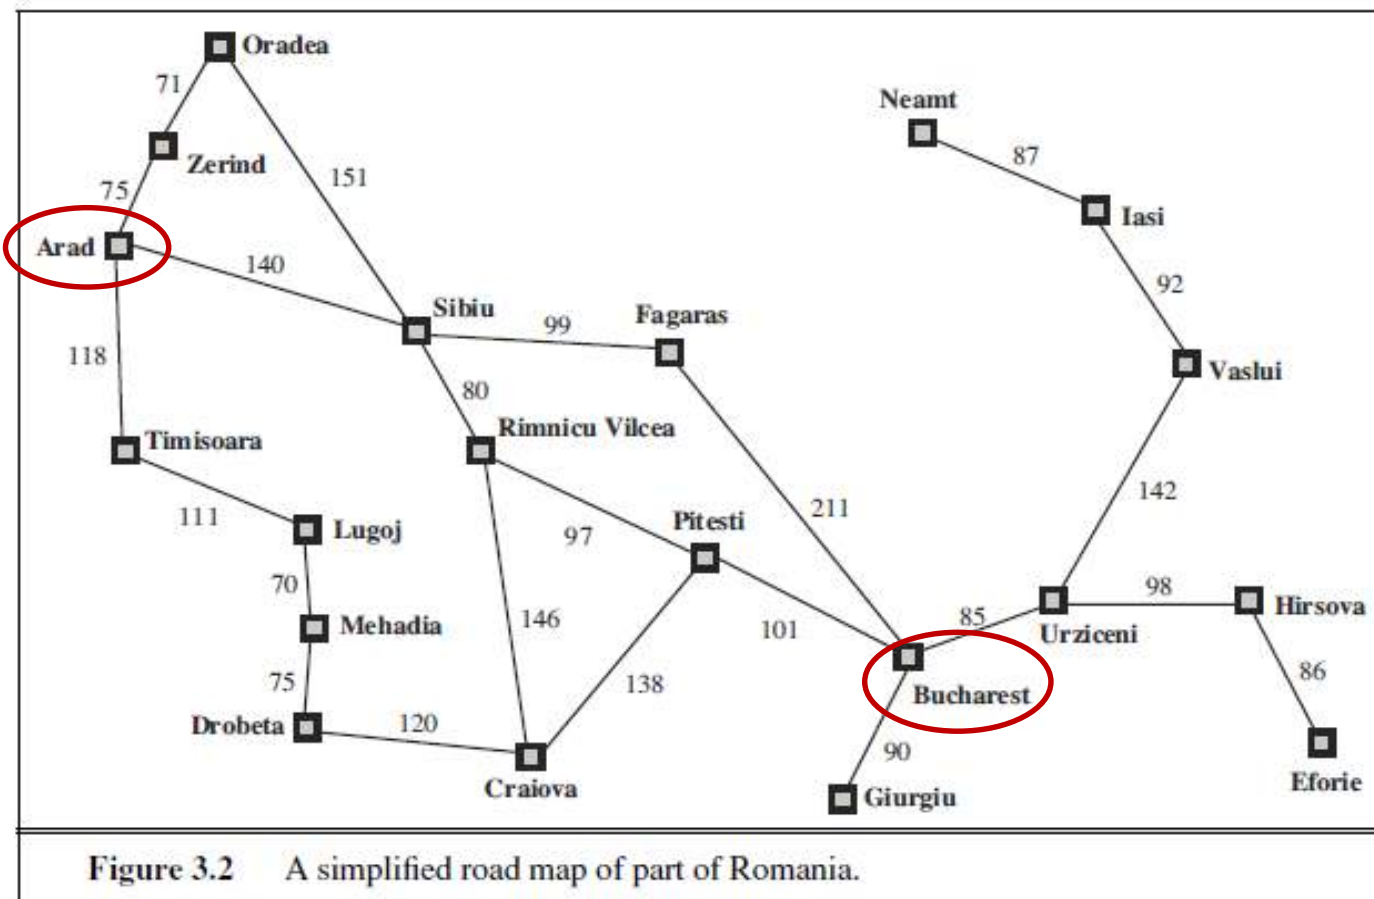 Oradea
71
Neamt
87
Zerind
151
75
Iasi
Arad
140
92
Sibiu
Fagaras
99
118
Vaslui
80
Timisoara
Rimnicu Vilcea
142
211
111
Lugoj
97
Pitesti
70
98
Mehadia
146
101
85
Urziceni
Hirsova
75
138
86
Bucharest
Drobeta
120
90
Craiova
Giurgiu
Eforie
Figure 3.2 A simplified road map of part of Romania.